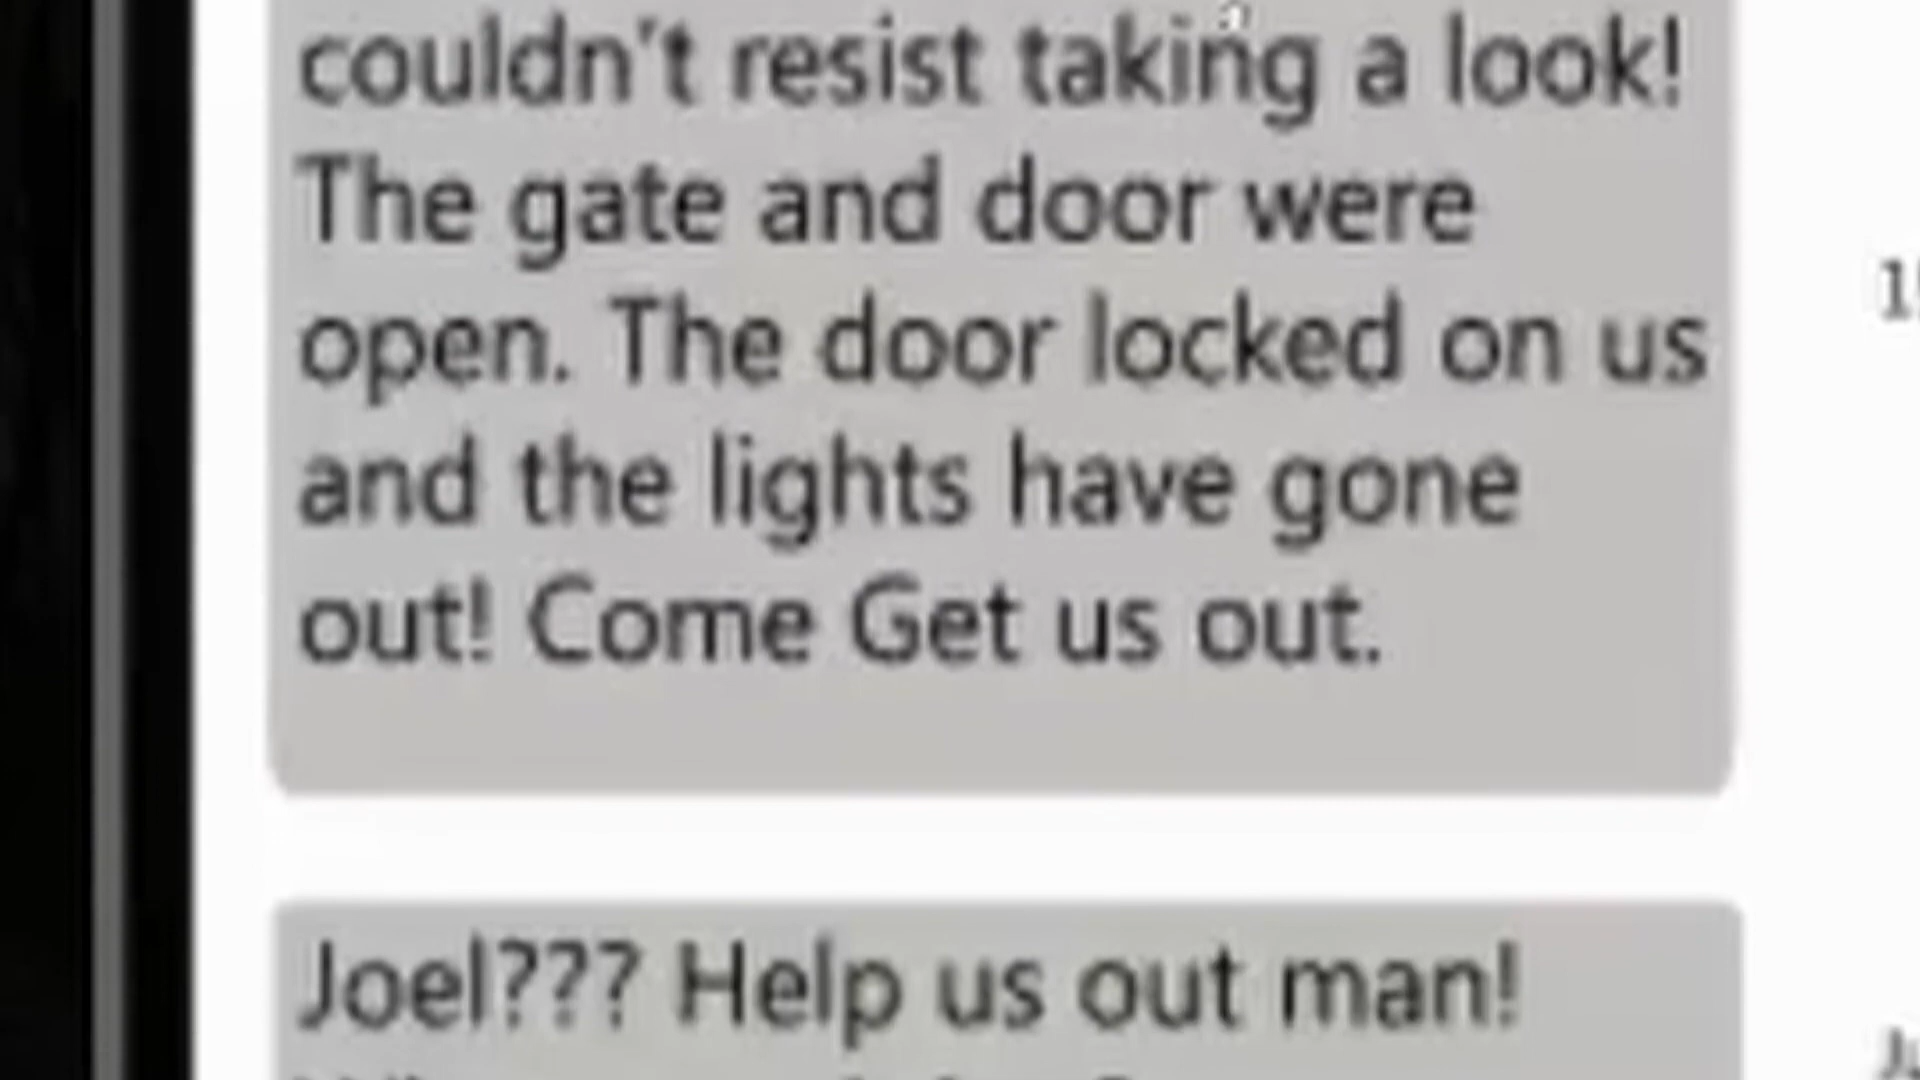 couldn't resist taking a look!
The gate and door were
open. The door locked on us
and the lights have gone
out! Come Get us out.
Joel??? Help us out man!